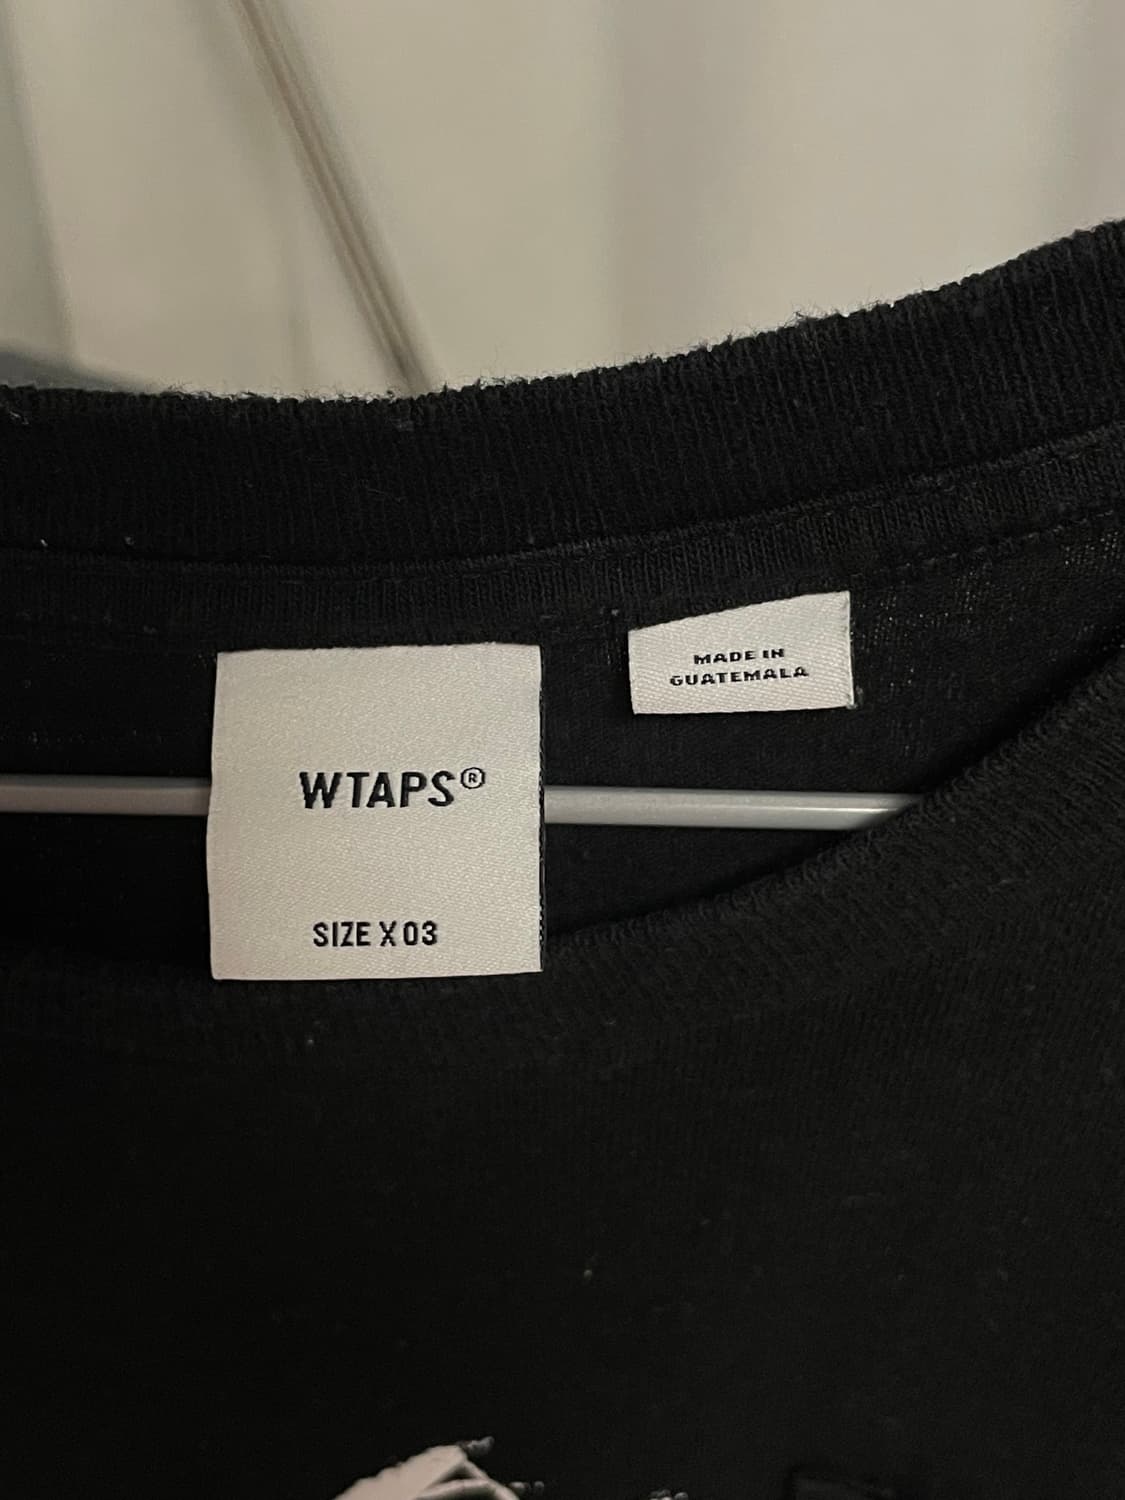 MADE IN
GUATEMALA
WTAPS®
SIZE X 03